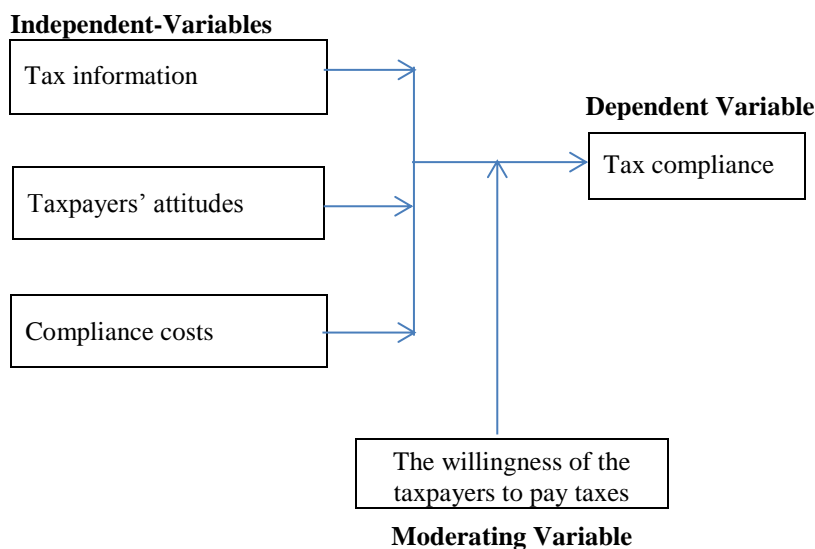 Independent-Variables
Tax information
Dependent Variable
Tax compliance
Taxpayers’ attitudes
Compliance costs
The willingness of the
taxpayers to pay taxes
Moderating Variable